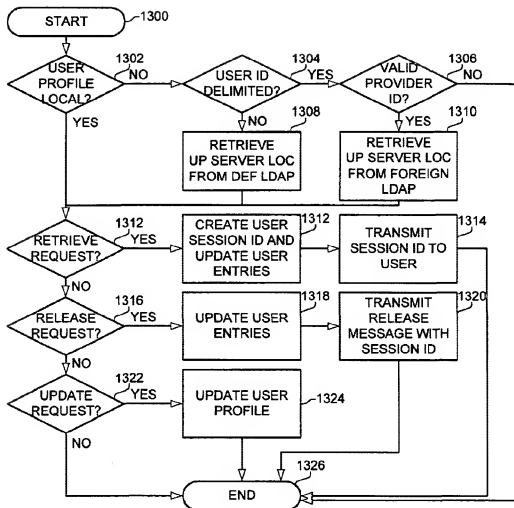 START
1300
USER
PROFILE
LOCAL?
1302
NO
YES
USER ID
DELIMITED?
1304
YES
NO
VALID
PROVIDER
ID?
1306
NO
YES
1308
RETRIEVE
UP SERVER LOC
FROM DEF LDAP
1310
RETRIEVE
UP SERVER LOC
FROM FOREIGN
LDAP
RETRIEVE
REQUEST?
1312
YES
NO
CREATE USER
SESSION ID AND
UPDATE USER
ENTRIES
1312
TRANSMIT
SESSION ID TO
USER
1314
RELEASE
REQUEST?
1316
YES
NO
UPDATE USER
ENTRIES
1318
TRANSMIT
RELEASE
MESSAGE WITH
SESSION ID
1320
UPDATE
REQUEST?
1322
YES
NO
UPDATE USER
PROFILE
1324
END
1326